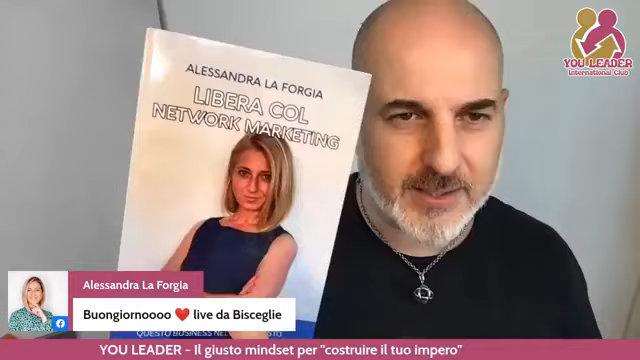 YOU LEADER
International Club
ALESSANDRA LA FORGIA
LIBERA COL
NETWORK MARKETING
QUESTO BUSINESS
Alessandra La Forgia
Buongiornoooo ❤️ live da Bisceglie
YOU LEADER - Il giusto mindset per "costruire il tuo impero"